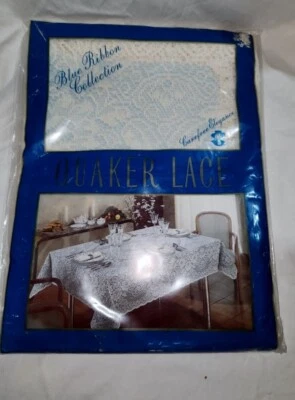 Blue Ribbon
Collection
Carefree Elegance
QUAKER LACE